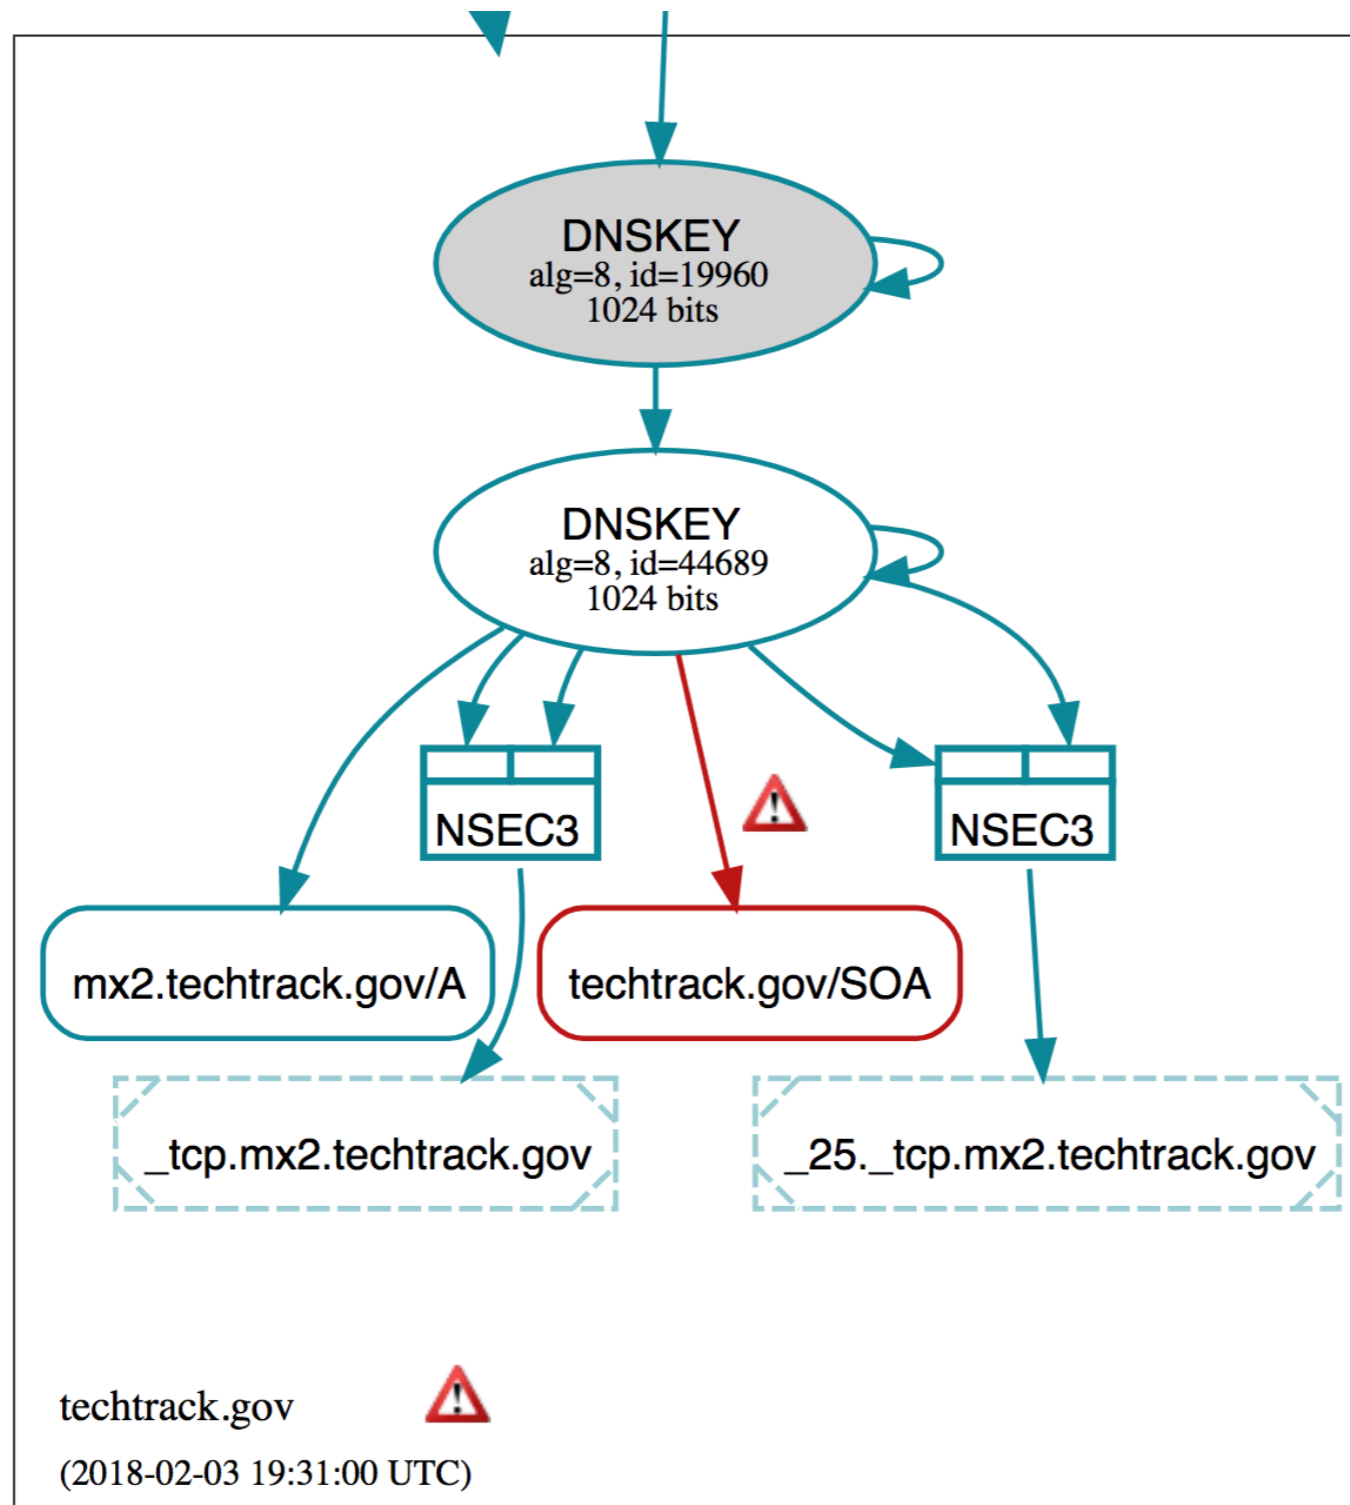 DNSKEY
alg=8, id=19960
1024 bits
DNSKEY
alg=8, id=44689
1024 bits
NSEC3
NSEC3
mx2.techtrack.gov/A
techtrack.gov/SOA
_tcp.mx2.techtrack.gov
_25._tcp.mx2.techtrack.gov
techtrack.gov
(2018-02-03 19:31:00 UTC)